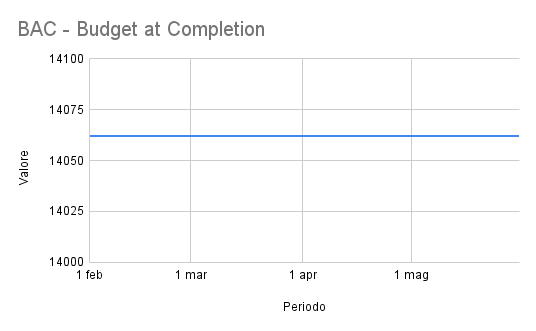 BAC - Budget at Completion
14100
14075
14050
14025
14000
Valore
1 feb
1 mar
1 apr
1 mag
Periodo